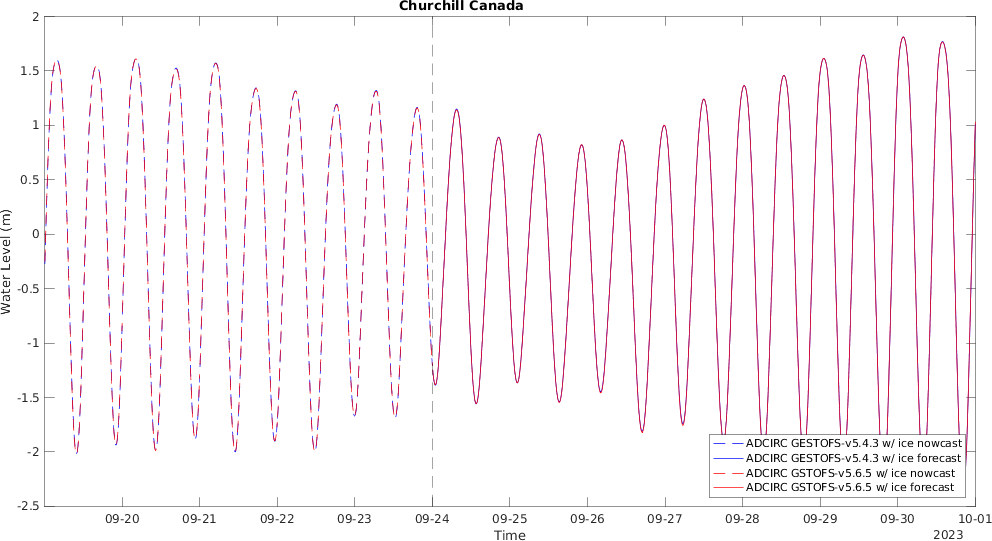 Churchill Canada
2
1.5
1
0.5
0
-0.5
-1
-1.5
-2
-2.5
Water Level (m)
09-20 09-21 09-22 09-23 09-24 09-25 09-26 09-27 09-28 09-29 09-30 10-01
Time
2023
ADCIRC GESTOFS-v5.4.3 w/ ice nowcast
ADCIRC GESTOFS-v5.4.3 w/ ice forecast
ADCIRC GSTOFS-v5.6.5 w/ ice nowcast
ADCIRC GSTOFS-v5.6.5 w/ ice forecast